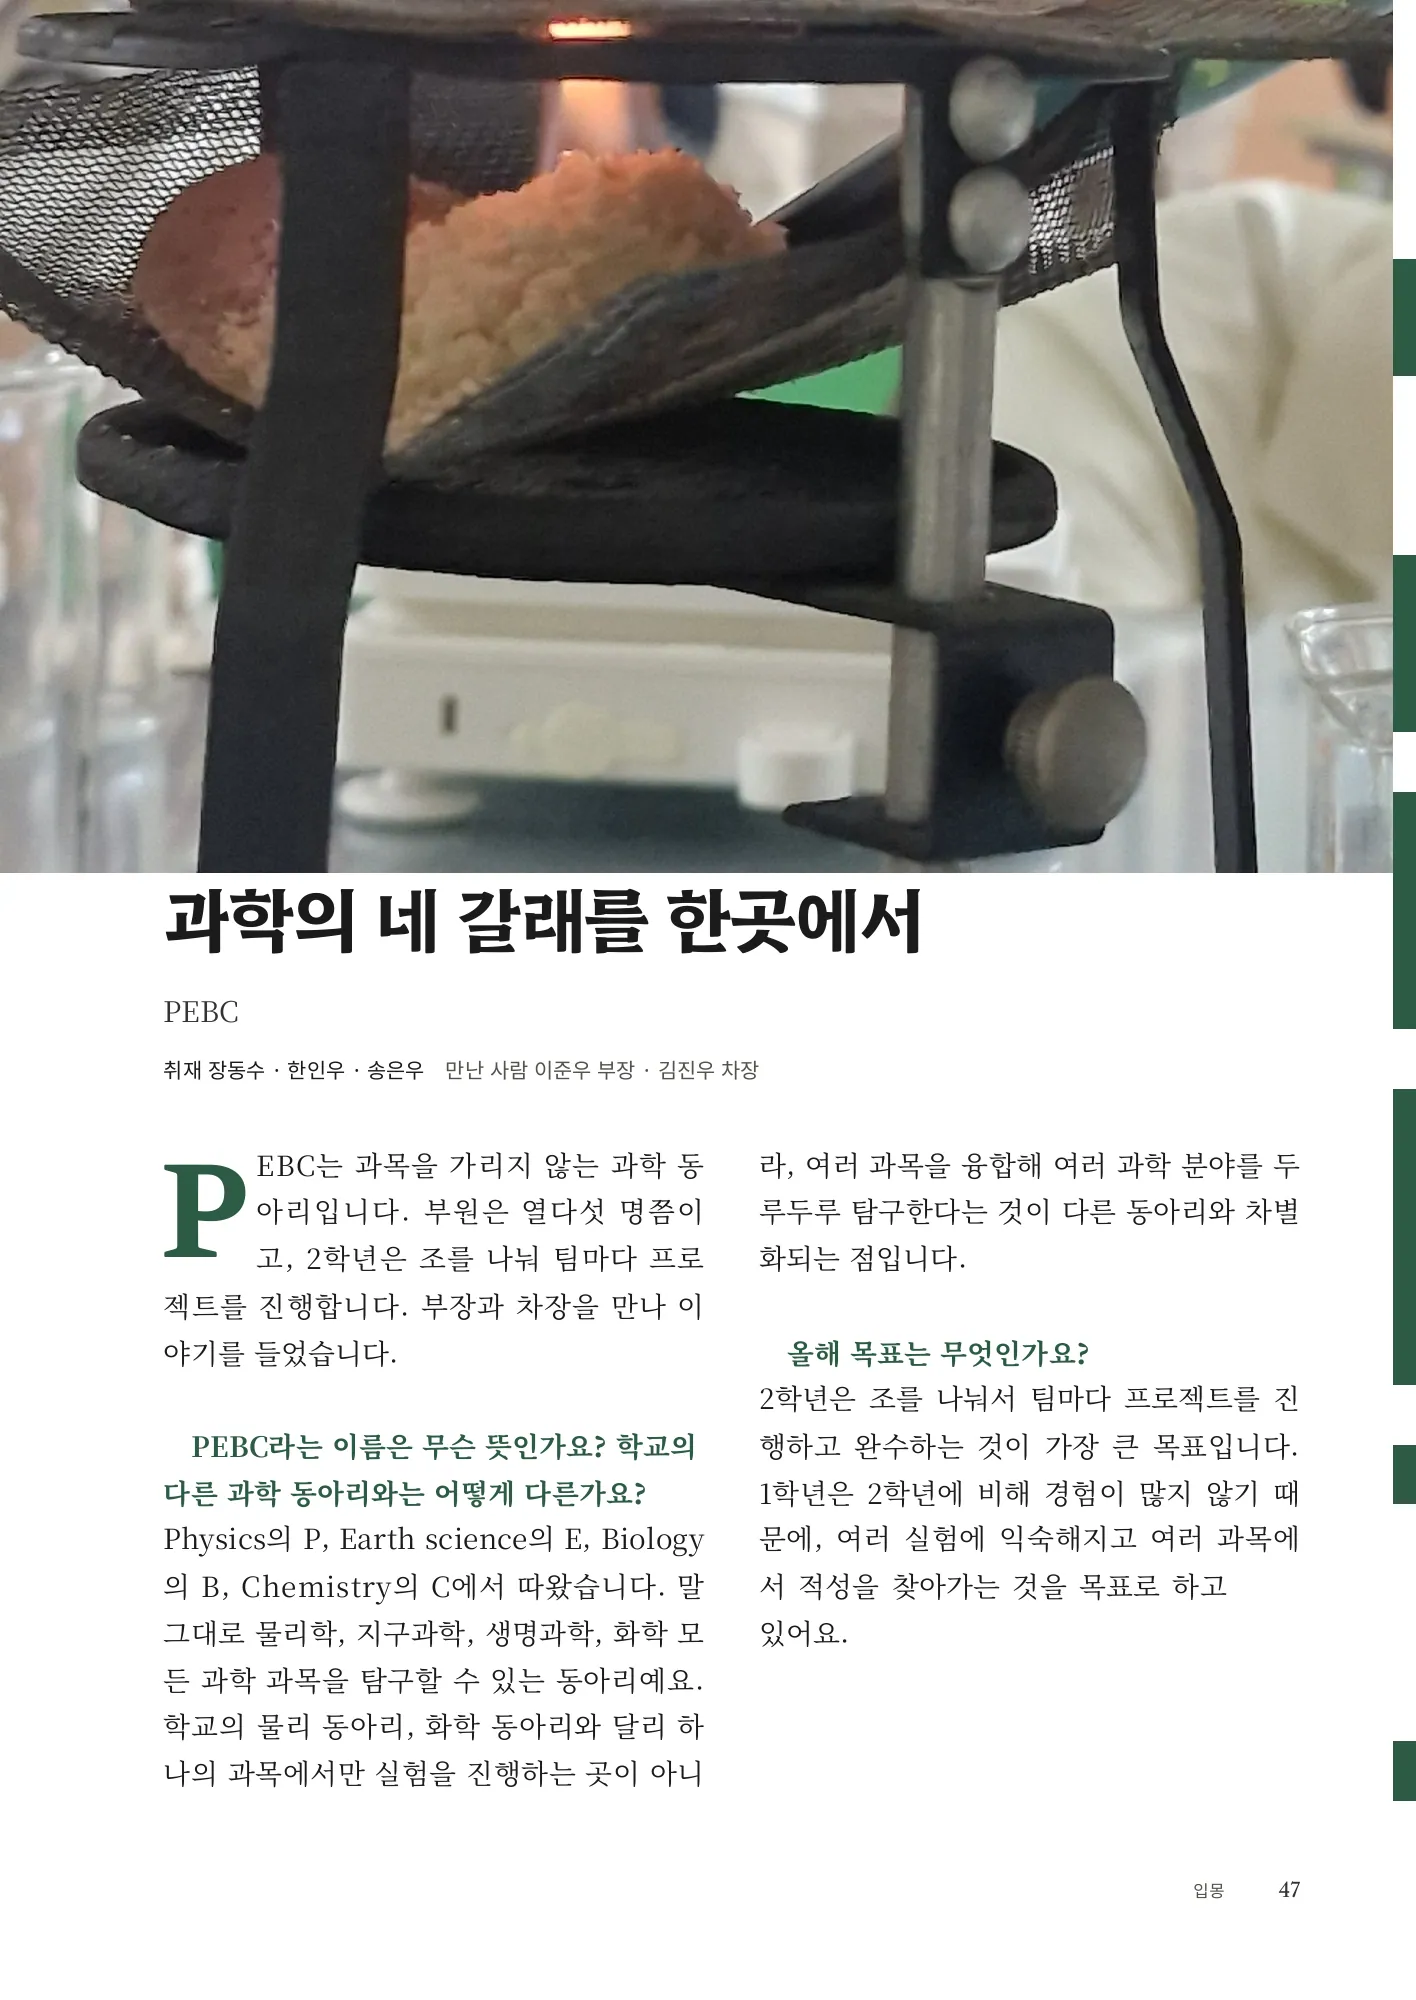 과학의 네 갈래를 한곳에서
PEBC
취재 장동수 · 한인우 · 송은우 만난 사람 이준우 부장 · 김진우 차장
PEBC는 과목을 가리지 않는 과학 동
아리입니다. 부원은 열다섯 명쯤이
고, 2학년은 조를 나눠 팀마다 프로
젝트를 진행합니다. 부장과 차장을 만나 이
야기를 들었습니다.
PEBC라는 이름은 무슨 뜻인가요? 학교의
다른 과학 동아리와는 어떻게 다른가요?
Physics의 P, Earth science의 E, Biology
의 B, Chemistry의 C에서 따왔습니다. 말
그대로 물리학, 지구과학, 생명과학, 화학 모
든 과학 과목을 탐구할 수 있는 동아리예요.
학교의 물리 동아리, 화학 동아리와 달리 하
나의 과목에서만 실험을 진행하는 곳이 아니
라, 여러 과목을 융합해 여러 과학 분야를 두
루두루 탐구한다는 것이 다른 동아리와 차별
화되는 점입니다.
올해 목표는 무엇인가요?
2학년은 조를 나눠서 팀마다 프로젝트를 진
행하고 완수하는 것이 가장 큰 목표입니다.
1학년은 2학년에 비해 경험이 많지 않기 때
문에, 여러 실험에 익숙해지고 여러 과목에
서 적성을 찾아가는 것을 목표로 하고
있어요.
입몽 47